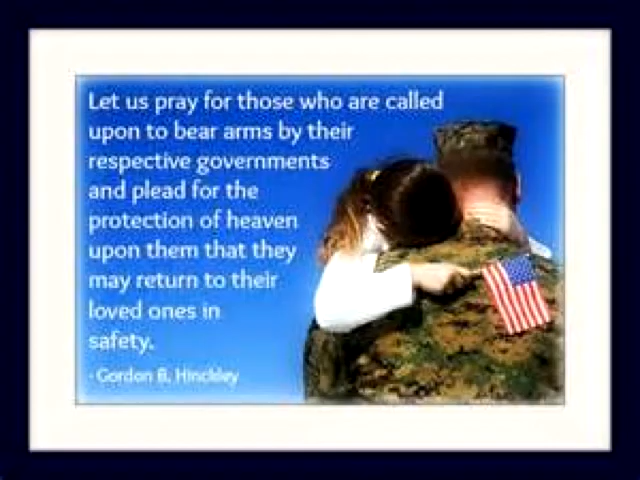 Let us pray for those who are called
upon to bear arms by their
respective governments
and plead for the
protection of heaven
upon them that they
may return to their
loved ones in
safety.
- Gordon B. Hinckley